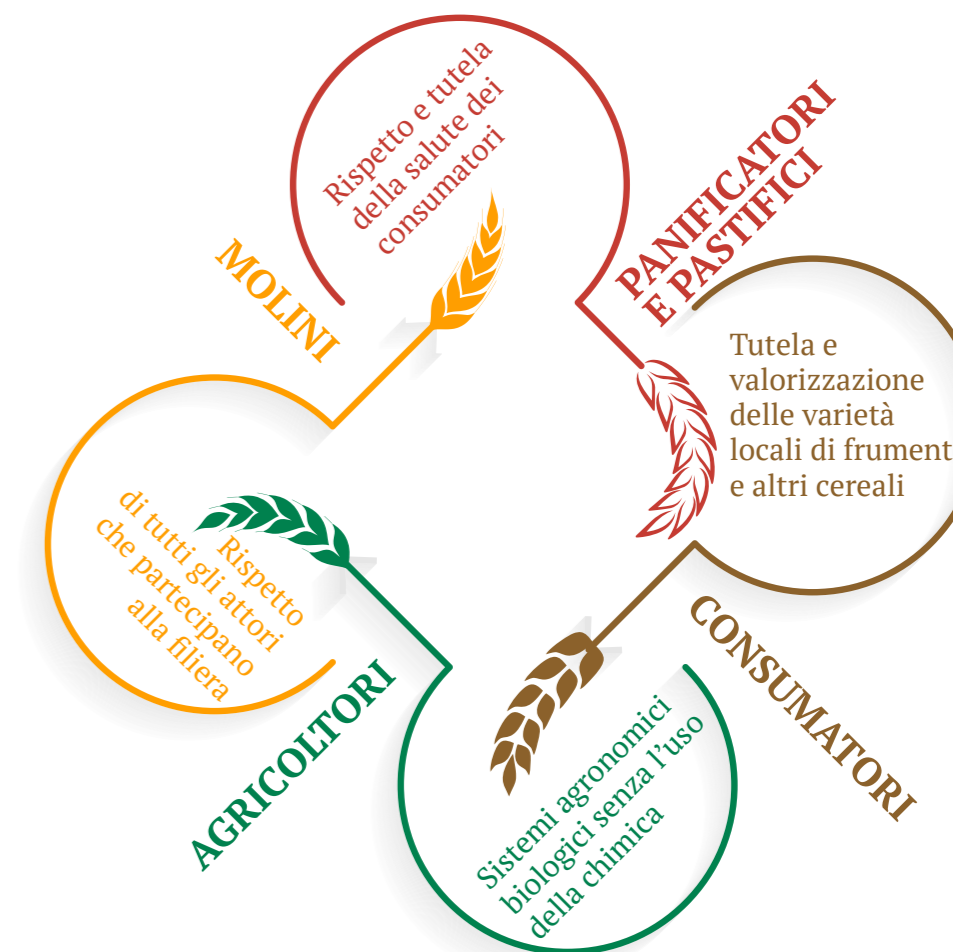 Rispetto e tutela
della salute dei
consumatori
MOLINI
PANIFICATORI
E PASTIFICI
Tutela e
valorizzazione
delle varietà
locali di frument
e altri cereali
Rispetto
di tutti gli attori
che partecipano
alla filiera
AGRICOLTORI
CONSUMATORI
Sistemi agronomici
biologici senza l’uso
della chimica